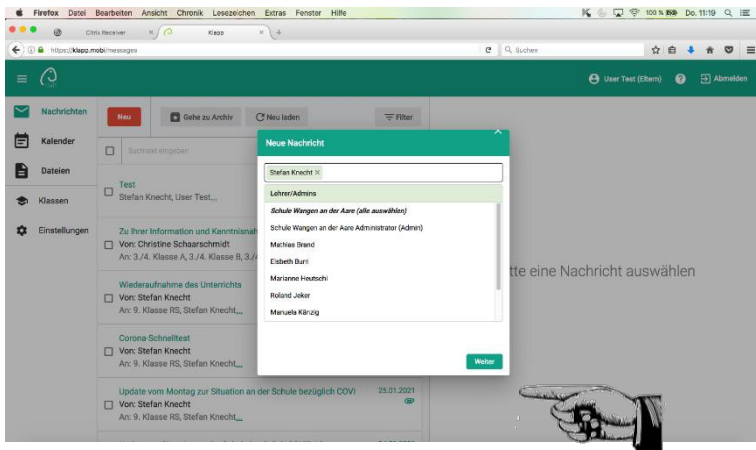 Firefox Datei Bearbeiten Ansicht Chronik Lesezeichen Extras Fenster Hilfe 100 % Do. 11:19
Citrix Receiver Klapp
https://klapp.mobi/messages Suchen
User Test (Eltern) Abmelden
Nachrichten
Kalender
Dateien
Klassen
Einstellungen
Neu Gehe zu Archiv Neu laden Filter
Suchtext eingeben
Test
Stefan Knecht, User Test,...
Zu Ihrer Information und Kenntnisnah
Von: Christine Schaarschmidt
An: 3./4. Klasse A, 3./4. Klasse B, 3./4
Wiederaufnahme des Unterrichts
Von: Stefan Knecht
An: 9. Klasse RS, Stefan Knecht,...
Corona-Schnelltest
Von: Stefan Knecht
An: 9. Klasse RS, Stefan Knecht,...
Update vom Montag zur Situation an der Schule bezüglich COVI 25.01.2021
Von: Stefan Knecht
An: 9. Klasse RS, Stefan Knecht,...
Neue Nachricht
Stefan Knecht ×
Lehrer/Admins
Schule Wangen an der Aare (alle auswählen)
Schule Wangen an der Aare Administrator (Admin)
Mathias Brand
Elsbeth Burri
Marianne Heutschi
Roland Jeker
Manuela Känzig
Weiter
tte eine Nachricht auswählen